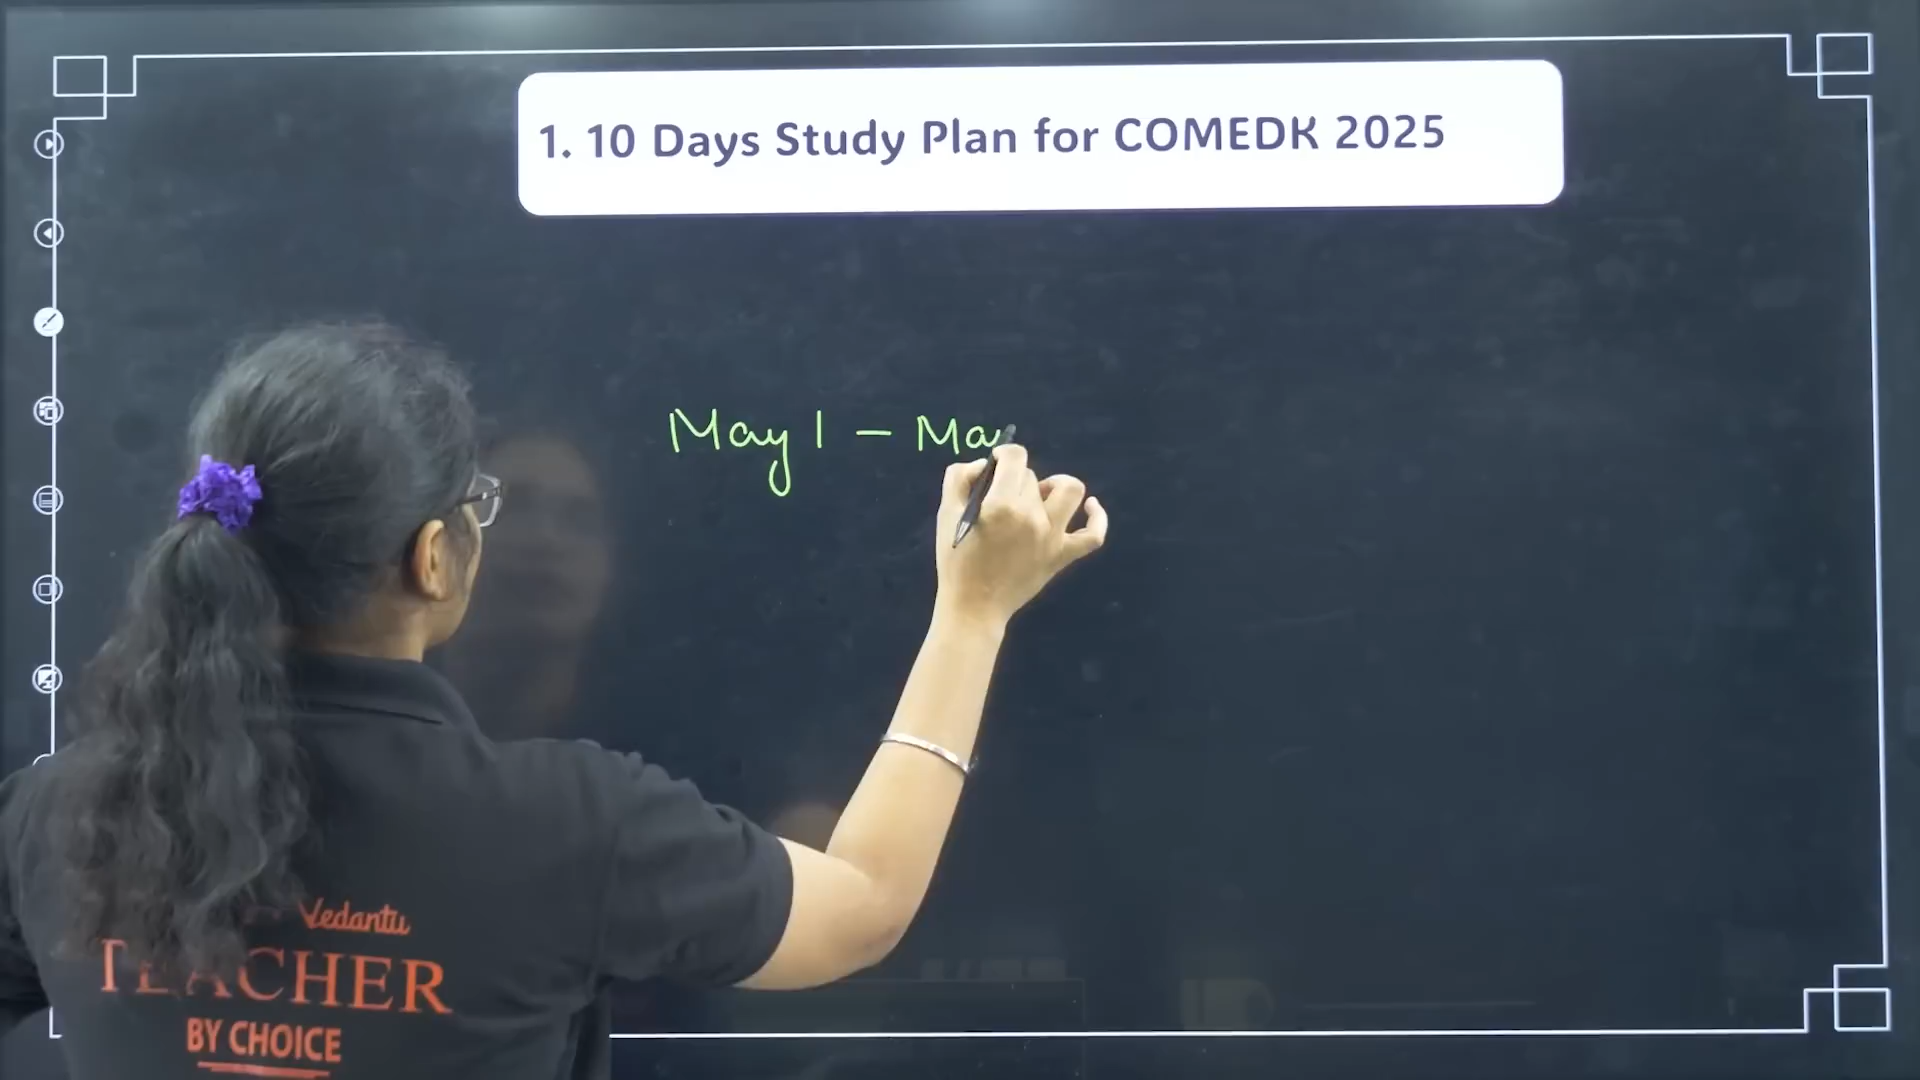 1. 10 Days Study Plan for COMEDK 2025
May 1 - Ma
Vedantu
TEACHER
BY CHOICE